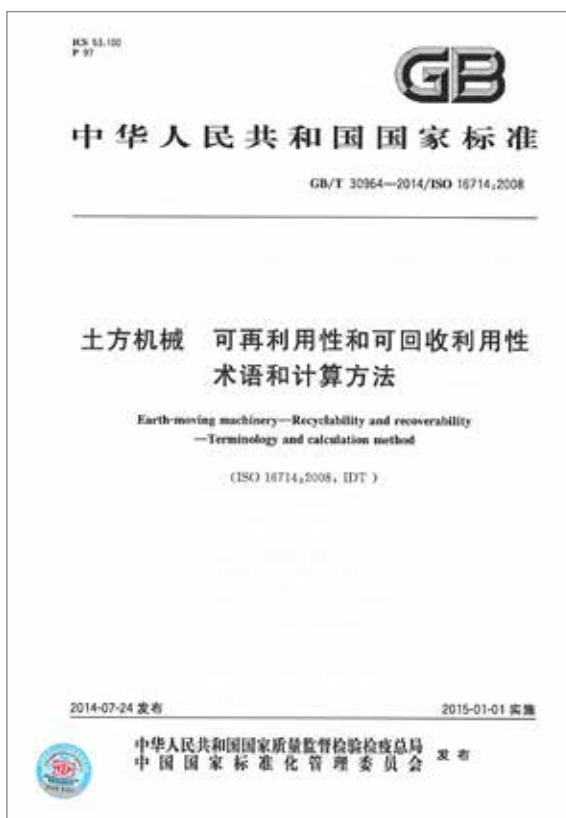 ICS 53.100
P 97
GB
中华人民共和国国家标准
GB/T 30964—2014/ISO 16714:2008
土方机械 可再利用性和可回收利用性
术语和计算方法
Earth-moving machinery—Recyclability and recoverability
—Terminology and calculation method
(ISO 16714:2008, IDT)
2014-07-24 发布
2015-01-01 实施
中华人民共和国国家质量监督检验检疫总局
中国国家标准化管理委员会
发布